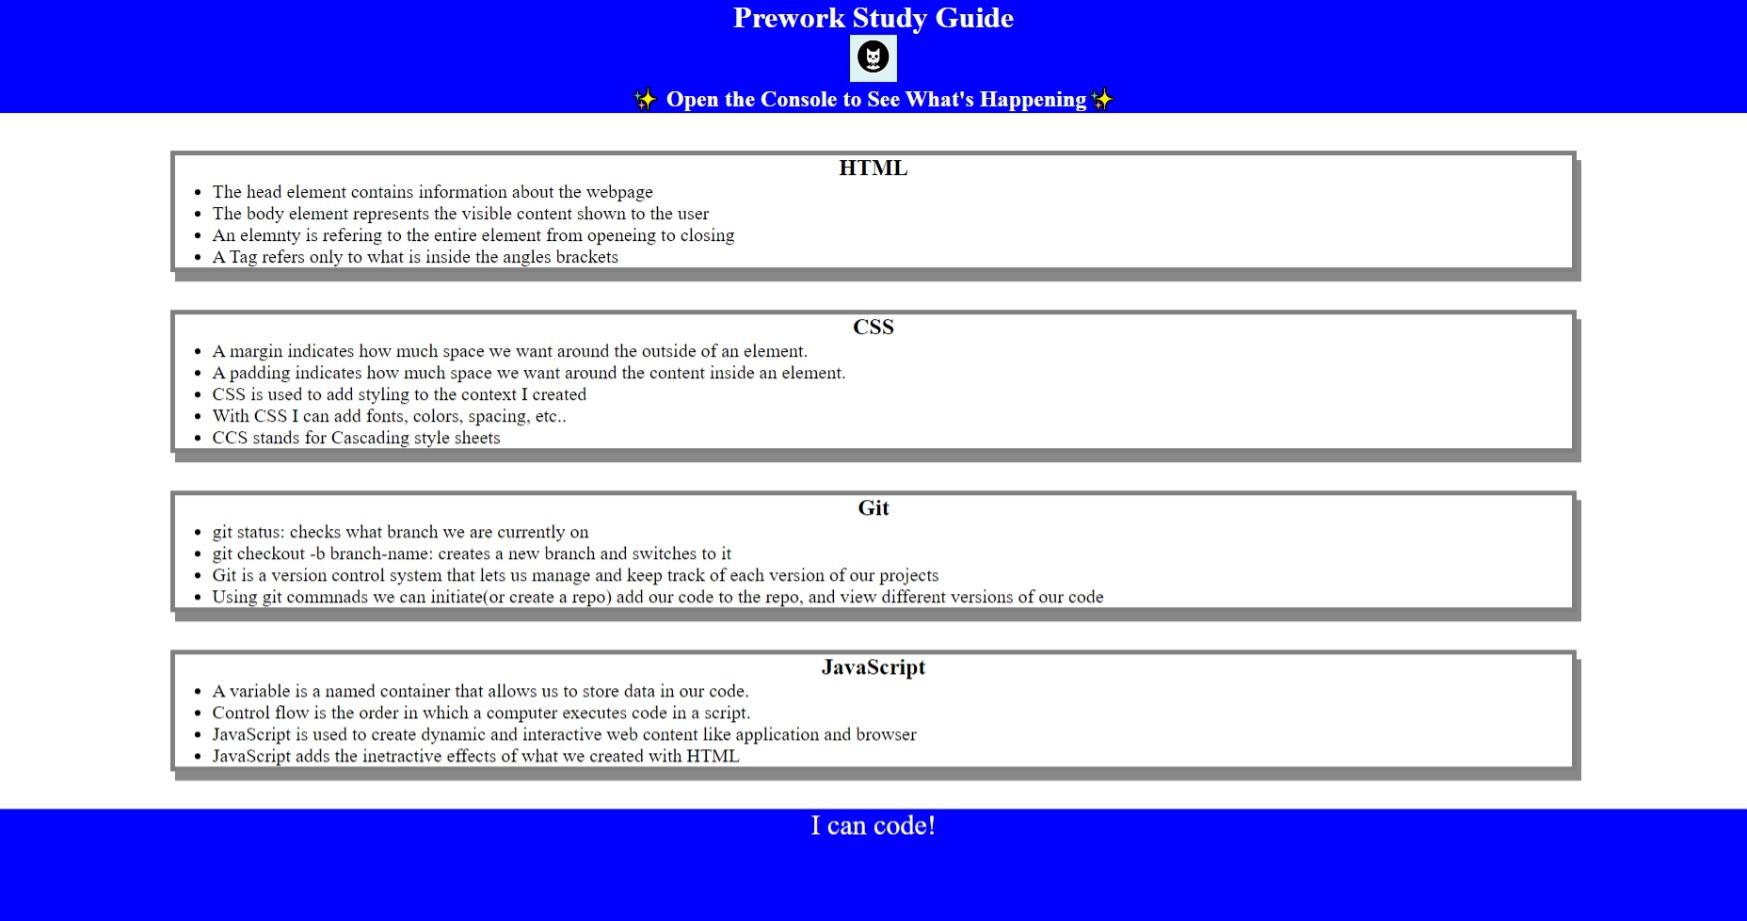 Prework Study Guide
✨ Open the Console to See What's Happening ✨
HTML
• The head element contains information about the webpage
• The body element represents the visible content shown to the user
• An elemnty is refering to the entire element from openeing to closing
• A Tag refers only to what is inside the angles brackets
CSS
• A margin indicates how much space we want around the outside of an element.
• A padding indicates how much space we want around the content inside an element.
• CSS is used to add styling to the context I created
• With CSS I can add fonts, colors, spacing, etc..
• CCS stands for Cascading style sheets
Git
• git status: checks what branch we are currently on
• git checkout -b branch-name: creates a new branch and switches to it
• Git is a version control system that lets us manage and keep track of each version of our projects
• Using git commnads we can initiate(or create a repo) add our code to the repo, and view different versions of our code
JavaScript
• A variable is a named container that allows us to store data in our code.
• Control flow is the order in which a computer executes code in a script.
• JavaScript is used to create dynamic and interactive web content like application and browser
• JavaScript adds the inetractive effects of what we created with HTML
I can code!